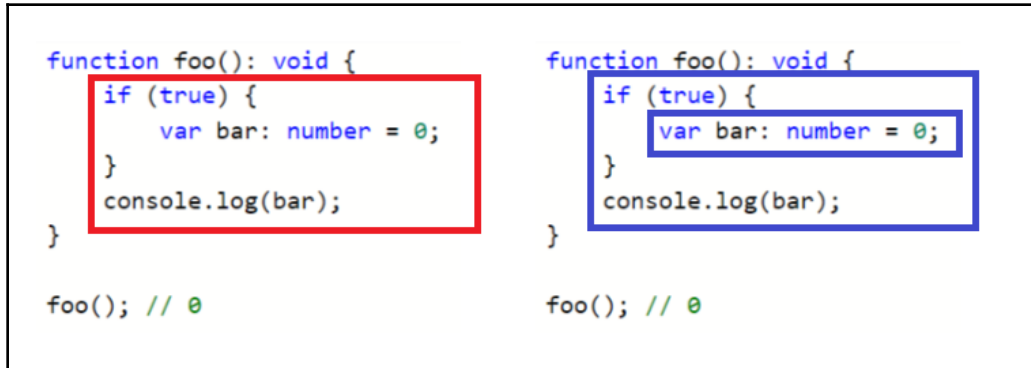 function foo(): void {
    if (true) {
        var bar: number = 0;
    }
    console.log(bar);
}
foo(); // 0
function foo(): void {
    if (true) {
        var bar: number = 0;
    }
    console.log(bar);
}
foo(); // 0